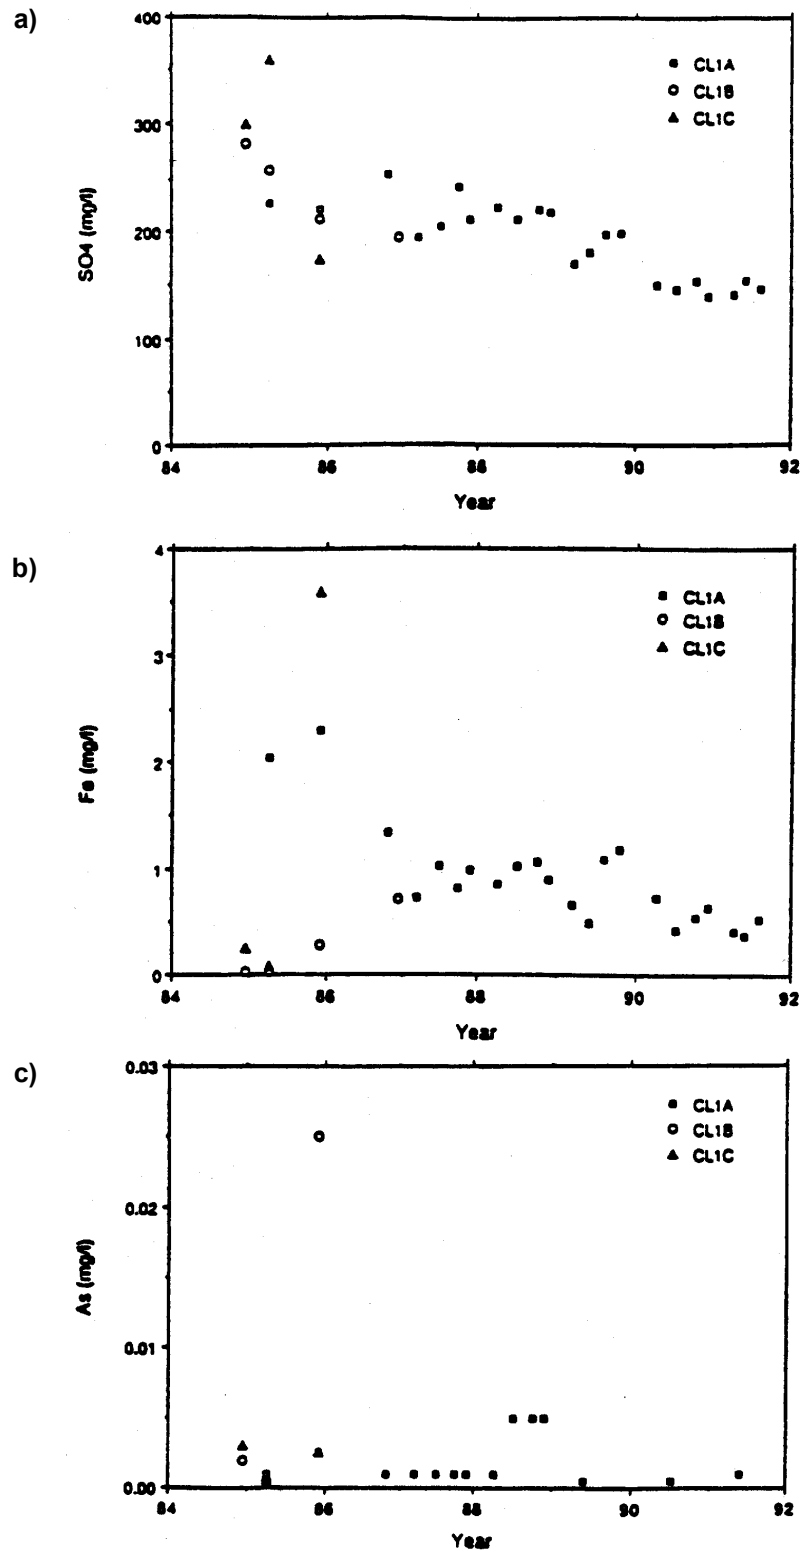 a)
400
300
200
100
0
SO4 (mg/l)
CL1A
CL1B
CL1C
84 86 88 90 92
Year
b)
4
3
2
1
0
Fe (mg/l)
CL1A
CL1B
CL1C
84 86 88 90 92
Year
c)
0.03
0.02
0.01
0.00
As (mg/l)
CL1A
CL1B
CL1C
84 86 88 90 92
Year